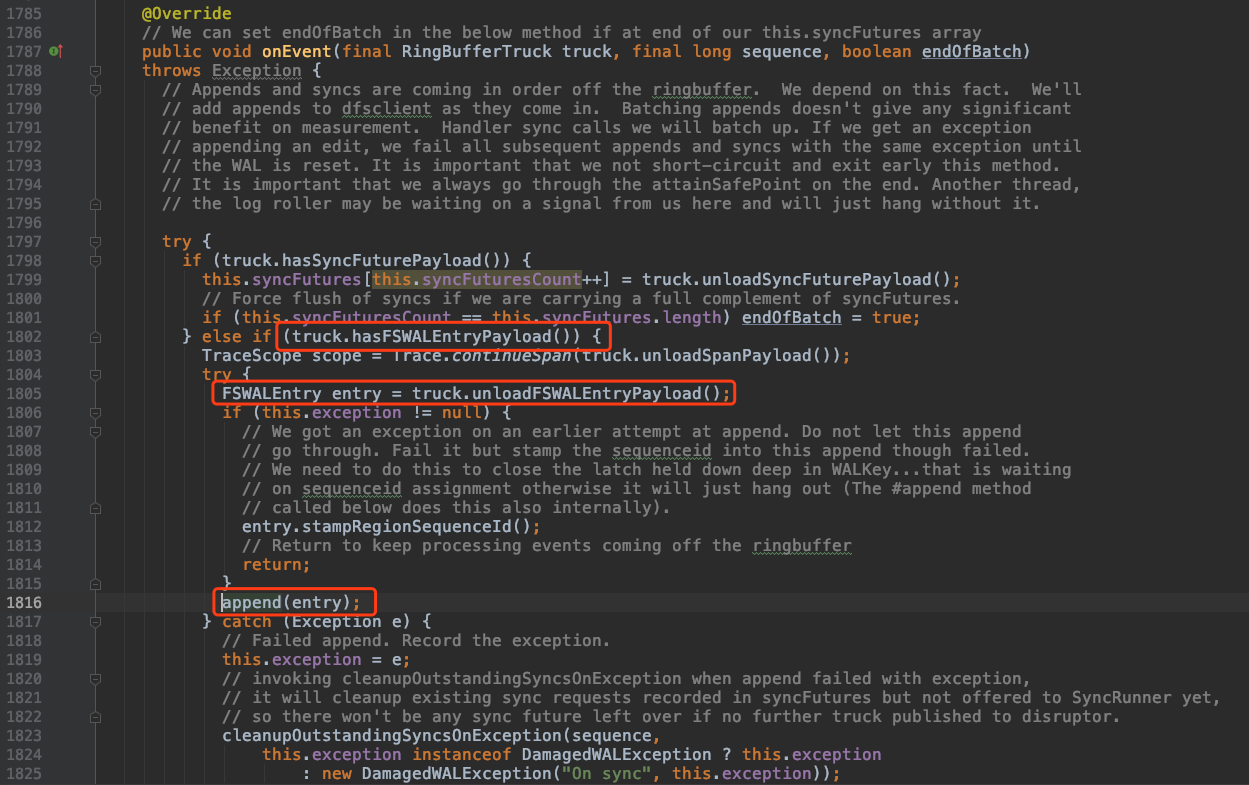 1785 @Override
1786 // We can set endOfBatch in the below method if at end of our this.syncFutures array
1787 public void onEvent(final RingBufferTruck truck, final long sequence, boolean endOfBatch)
1788 throws Exception {
1789 // Appends and syncs are coming in order off the ringbuffer.  We depend on this fact.  We'll
1790 // add appends to dfsclient as they come in.  Batching appends doesn't give any significant
1791 // benefit on measurement.  Handler sync calls we will batch up. If we get an exception
1792 // appending an edit, we fail all subsequent appends and syncs with the same exception until
1793 // the WAL is reset. It is important that we not short-circuit and exit early this method.
1794 // It is important that we always go through the attainSafePoint on the end. Another thread,
1795 // the log roller may be waiting on a signal from us here and will just hang without it.
1796
1797 try {
1798 if (truck.hasSyncFuturePayload()) {
1799 this.syncFutures[this.syncFuturesCount++] = truck.unloadSyncFuturePayload();
1800 // Force flush of syncs if we are carrying a full complement of syncFutures.
1801 if (this.syncFuturesCount == this.syncFutures.length) endOfBatch = true;
1802 } else if (truck.hasFSWALEntryPayload()) {
1803 TraceScope scope = Trace.continueSpan(truck.unloadSpanPayload());
1804 try {
1805 FSWALEntry entry = truck.unloadFSWALEntryPayload();
1806 if (this.exception != null) {
1807 // We got an exception on an earlier attempt at append. Do not let this append
1808 // go through. Fail it but stamp the sequenceid into this append though failed.
1809 // We need to do this to close the latch held down deep in WALKey...that is waiting
1810 // on sequenceid assignment otherwise it will just hang out (The #append method
1811 // called below does this also internally).
1812 entry.stampRegionSequenceId();
1813 // Return to keep processing events coming off the ringbuffer
1814 return;
1815 }
1816 append(entry);
1817 } catch (Exception e) {
1818 // Failed append. Record the exception.
1819 this.exception = e;
1820 // invoking cleanupOutstandingSyncsOnException when append failed with exception,
1821 // it will cleanup existing sync requests recorded in syncFutures but not offered to SyncRunner yet,
1822 // so there won't be any sync future left over if no further truck published to disruptor.
1823 cleanupOutstandingSyncsOnException(sequence,
1824 this.exception instanceof DamagedWALException ? this.exception
1825 : new DamagedWALException("On sync", this.exception));